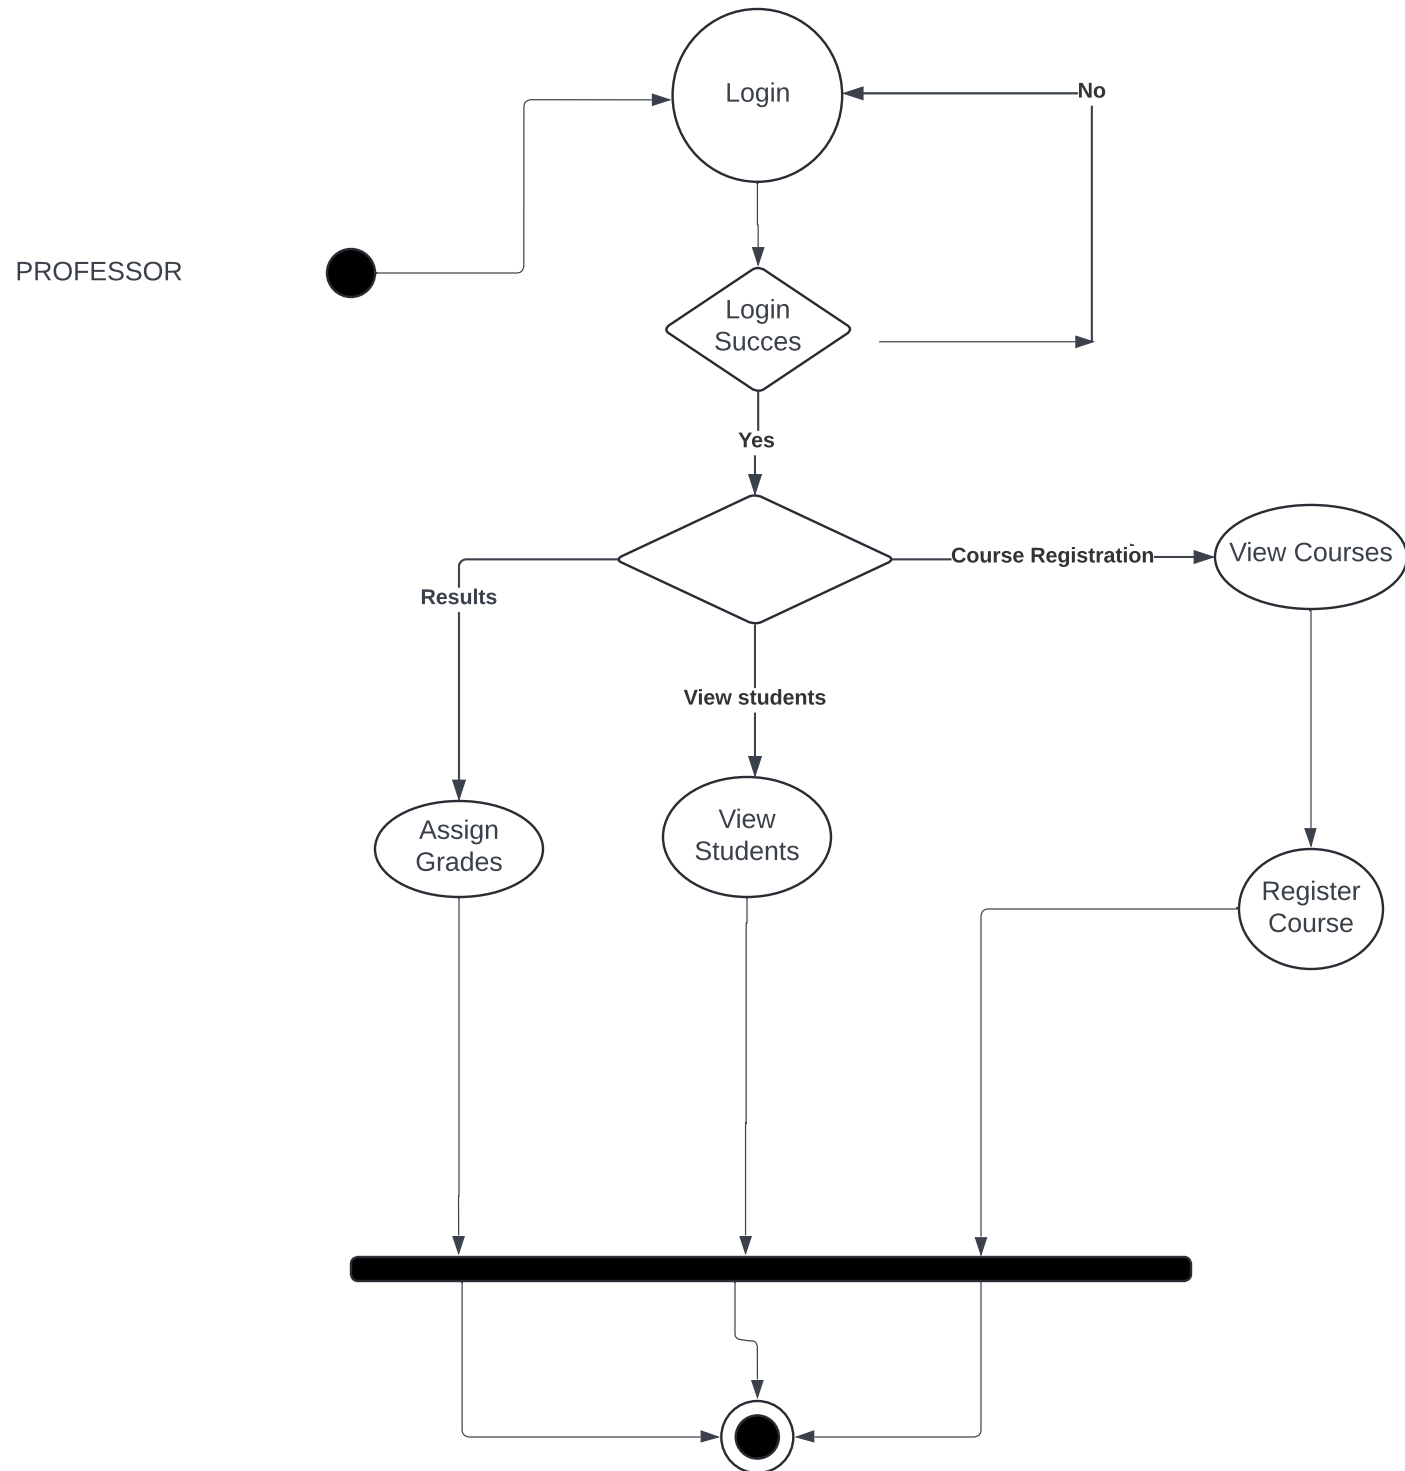 Login
No
PROFESSOR
Login
Succes
Yes
Course Registration
View Courses
Results
View students
Assign
Grades
View
Students
Register
Course